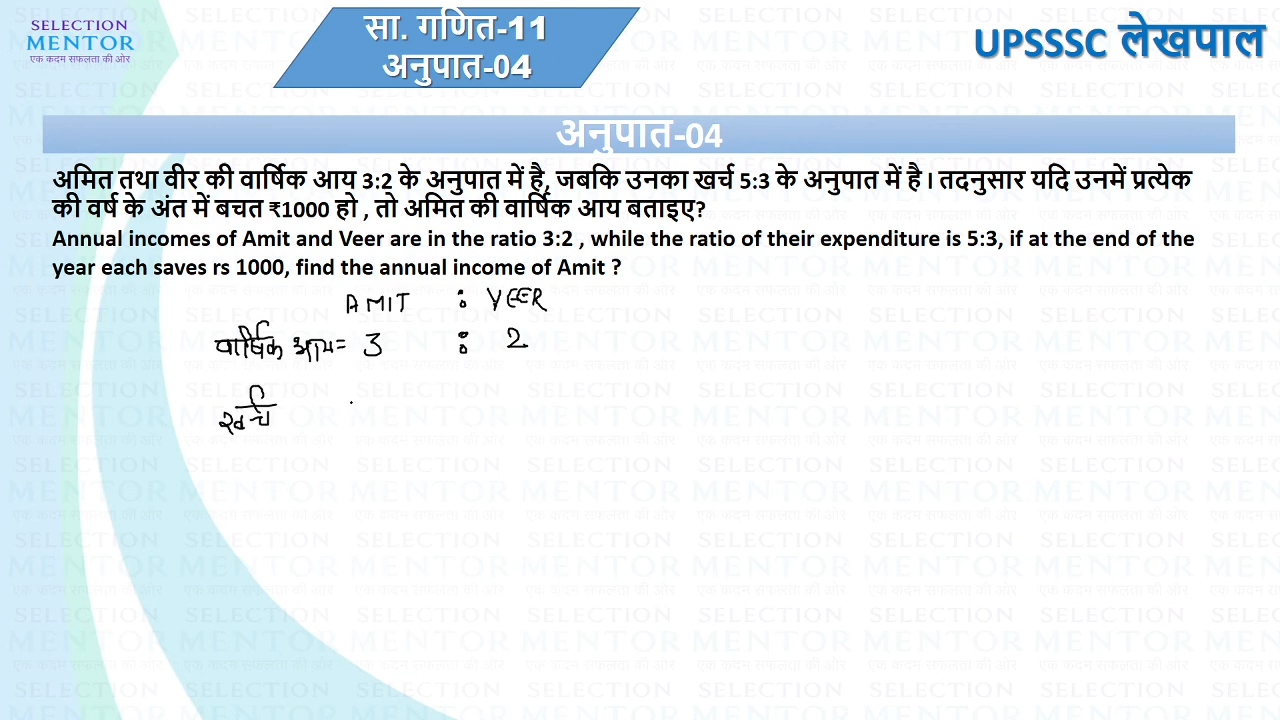 SELECTION
MENTOR
एक कदम सफलता की ओर
सा. गणित-11
अनुपात-04
UPSSSC लेखपाल
अनुपात-04
अमित तथा वीर की वार्षिक आय 3:2 के अनुपात में है, जबकि उनका खर्च 5:3 के अनुपात में है। तदनुसार यदि उनमें प्रत्येक
की वर्ष के अंत में बचत ₹1000 हो , तो अमित की वार्षिक आय बताइए?
Annual incomes of Amit and Veer are in the ratio 3:2 , while the ratio of their expenditure is 5:3, if at the end of the
year each saves rs 1000, find the annual income of Amit ?
AMIT : VEER
वार्षिक आय= 3 : 2
खर्च